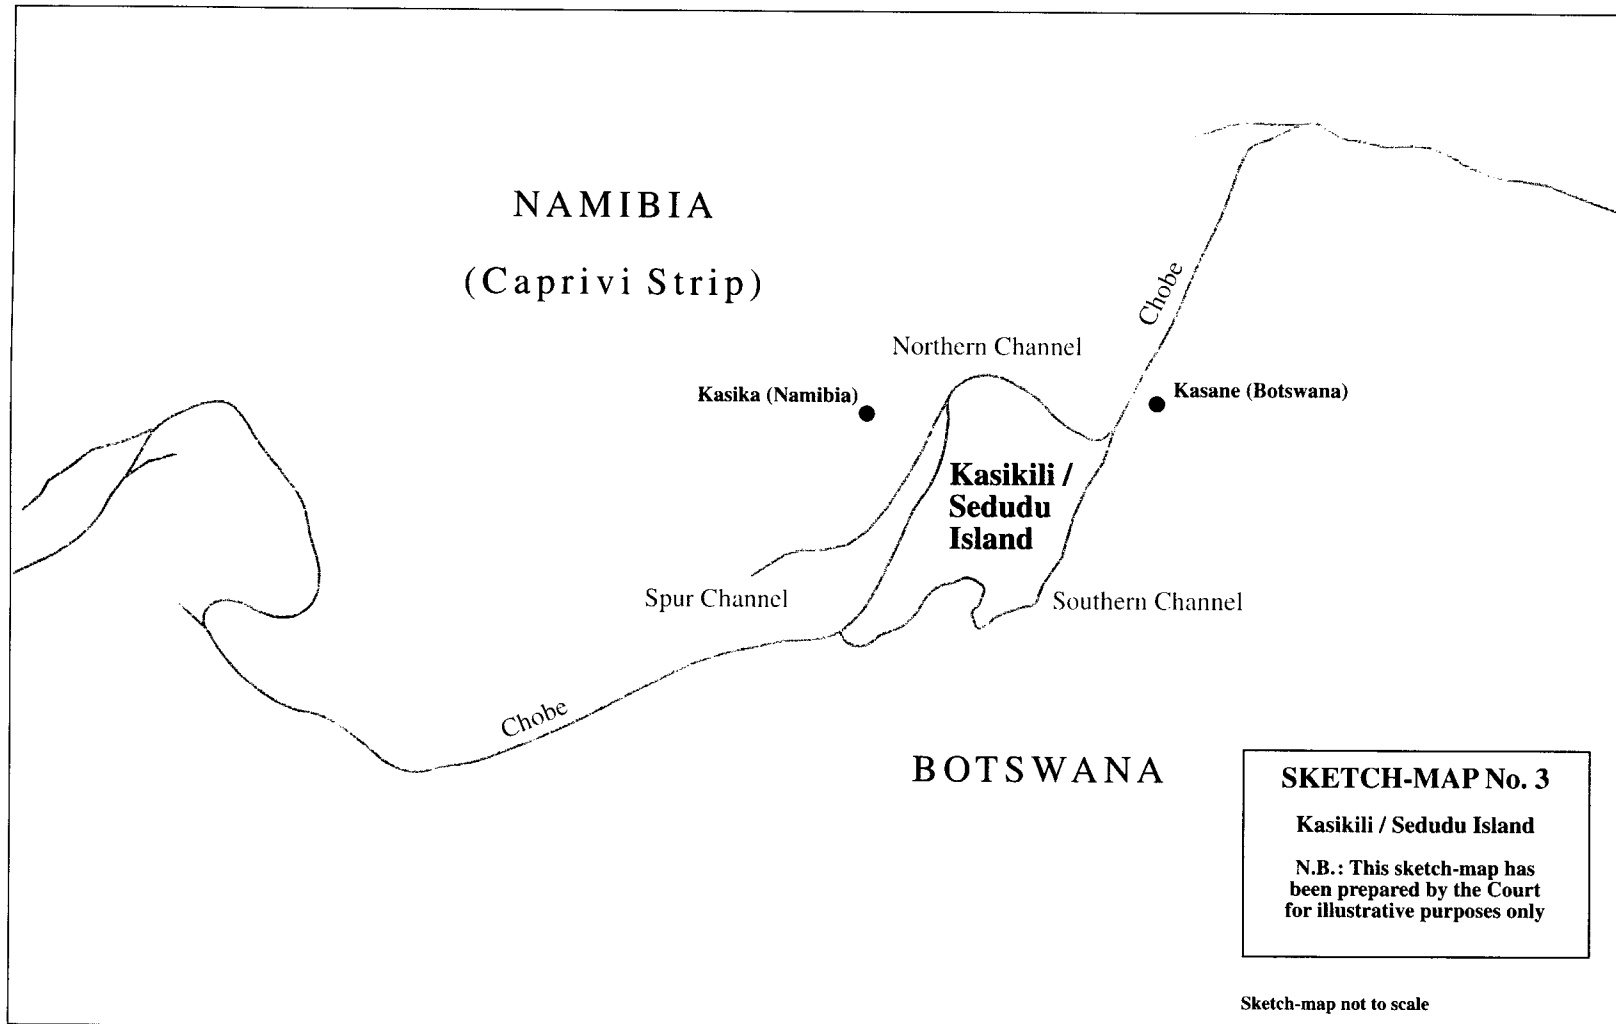 NAMIBIA
(Caprivi Strip)
Chobe
Northern Channel
Kasika (Namibia)
Kasane (Botswana)
Kasikili /
Sedudu
Island
Spur Channel
Southern Channel
Chobe
BOTSWANA
SKETCH-MAP No. 3
Kasikili / Sedudu Island
N.B.: This sketch-map has
been prepared by the Court
for illustrative purposes only
Sketch-map not to scale